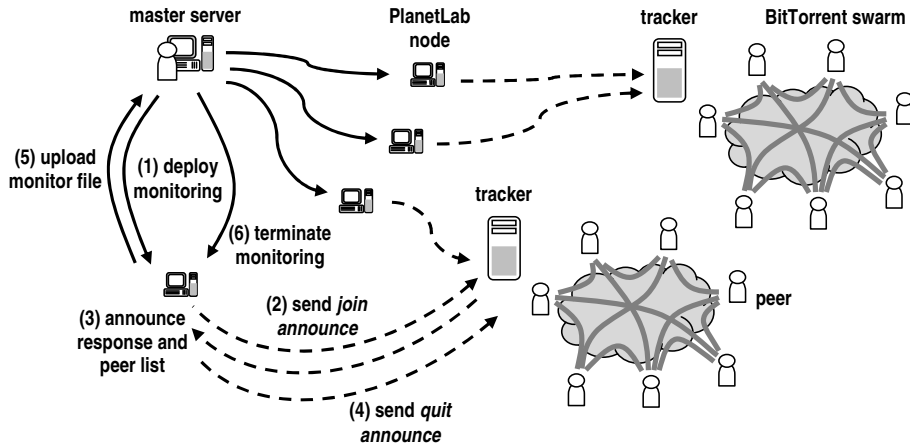 master server
PlanetLab
node
tracker
BitTorrent swarm
(5) upload
monitor file
(1) deploy
monitoring
(6) terminate
monitoring
tracker
(2) send join
announce
(3) announce
response and
peer list
peer
(4) send quit
announce